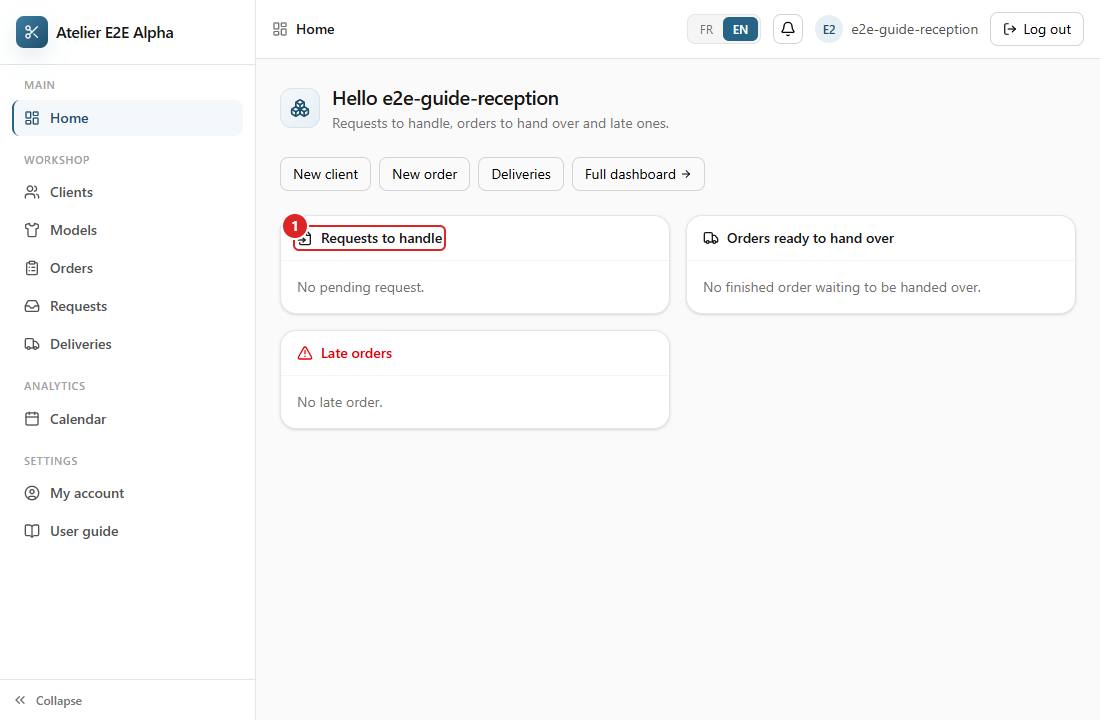 Atelier E2E Alpha
MAIN
Home
WORKSHOP
Clients
Models
Orders
Requests
Deliveries
ANALYTICS
Calendar
SETTINGS
My account
User guide
Collapse
Home
FR EN
E2 e2e-guide-reception
Log out
Hello e2e-guide-reception
Requests to handle, orders to hand over and late ones.
New client
New order
Deliveries
Full dashboard →
1
Requests to handle
No pending request.
Orders ready to hand over
No finished order waiting to be handed over.
Late orders
No late order.